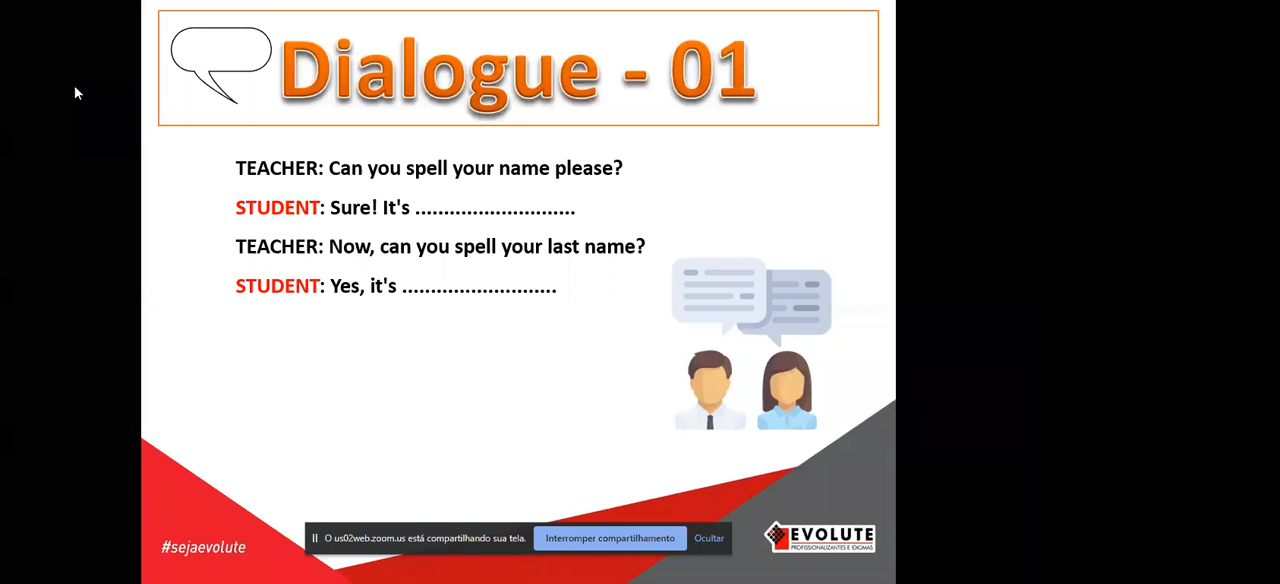 Dialogue - 01
TEACHER: Can you spell your name please?
STUDENT: Sure! It's ............................
TEACHER: Now, can you spell your last name?
STUDENT: Yes, it's ...........................
#sejaevolute
O us02web.zoom.us está compartilhando sua tela.
Interromper compartilhamento
Ocultar
EVOLUTE
PROFISSIONALIZANTES E IDIOMAS